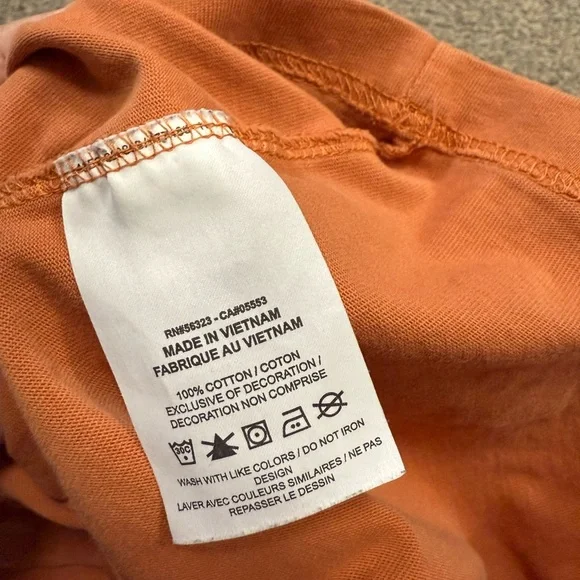 RN#56323 - CA#05553
MADE IN VIETNAM
FABRIQUE AU VIETNAM
100% COTTON / COTON
EXCLUSIVE OF DECORATION /
DECORATION NON COMPRISE
30C
WASH WITH LIKE COLORS / DO NOT IRON
DESIGN
LAVER AVEC COULEURS SIMILAIRES / NE PAS
REPASSER LE DESSIN